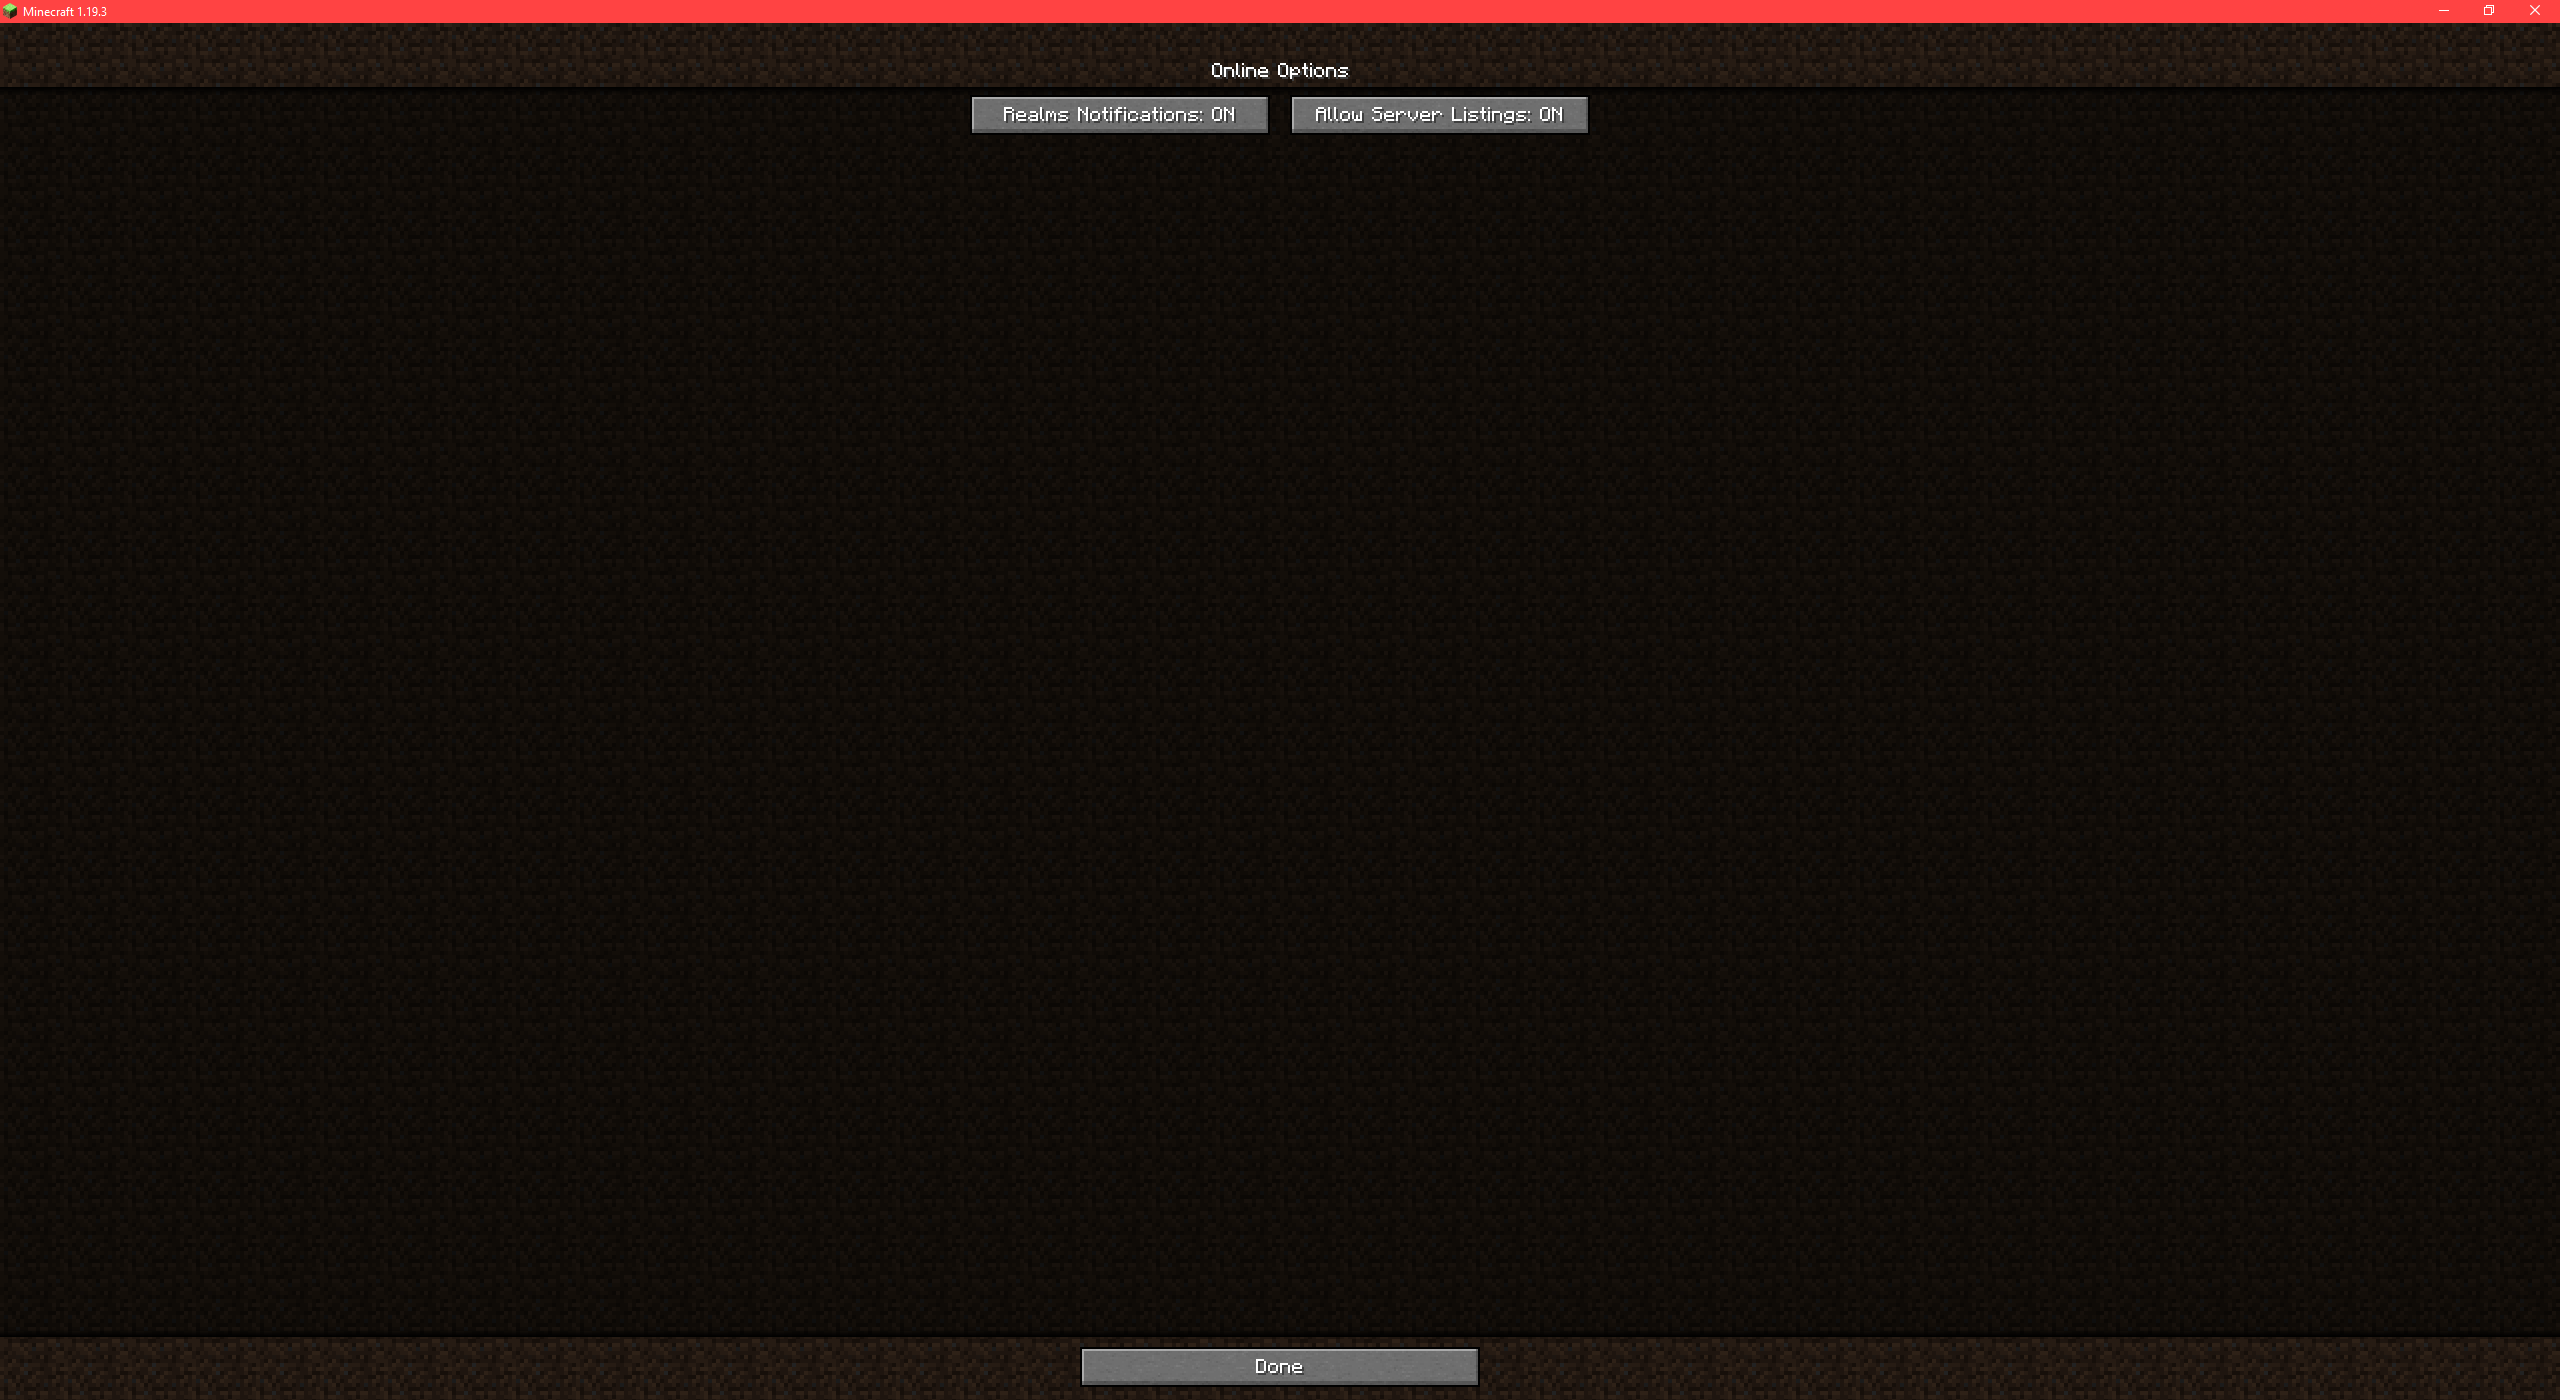 Minecraft 1.19.3
Online Options
Realms Notifications: ON
Allow Server Listings: ON
Done